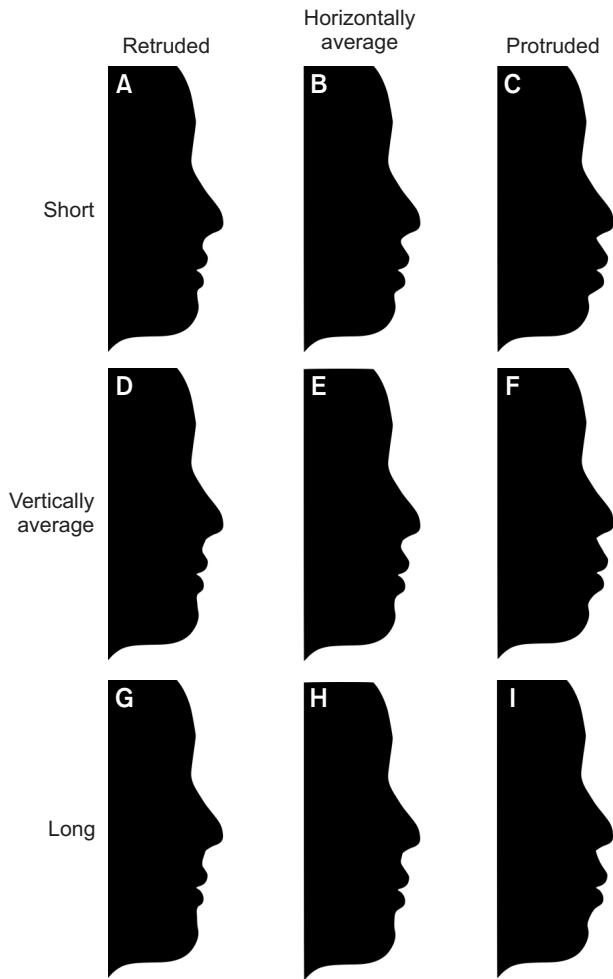 Retruded
Horizontally
average
Protruded
A
B
C
Short
D
E
F
Vertically
average
G
H
I
Long